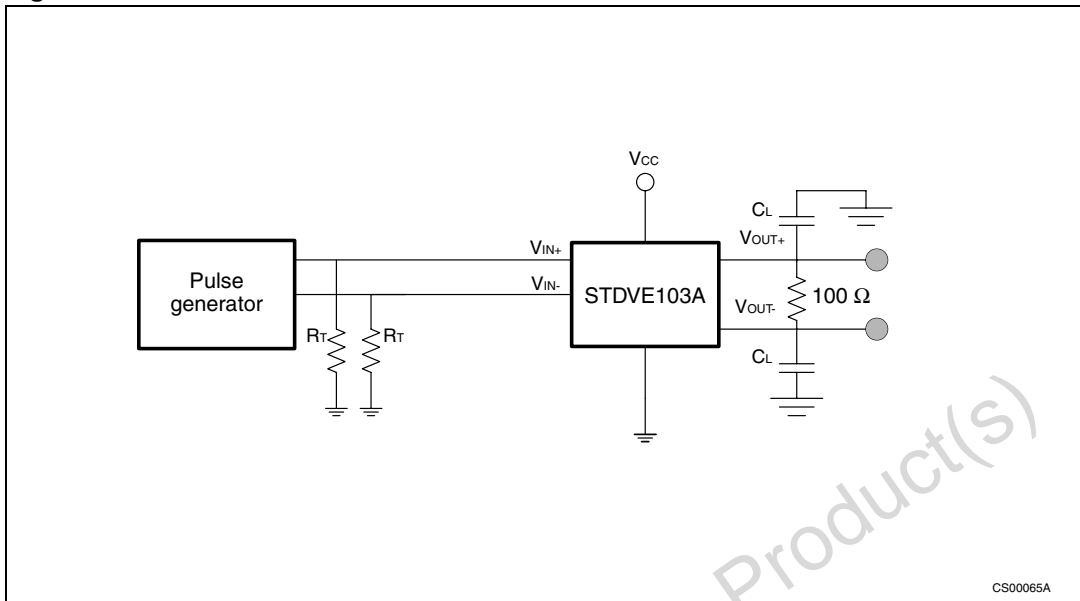 VCC
CL
VOUT+
VIN+
Pulse
generator
VIN-
STDVE103A
100 Ω
VOUT-
RT
RT
CL
Product(s)
CS00065A